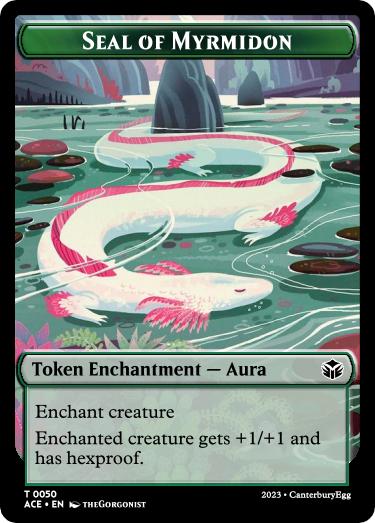 Seal of Myrmidon
Token Enchantment — Aura
Enchant creature
Enchanted creature gets +1/+1 and
has hexproof.
T 0050
ACE • EN theGorgonist
2023 • CanterburyEgg